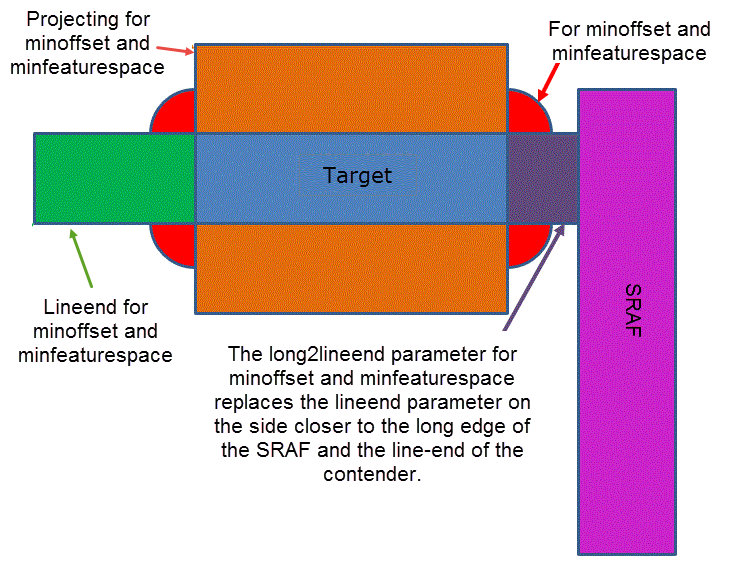 Projecting for
minoffset and
minfeaturespace
For minoffset and
minfeaturespace
Target
SRAF
Lineend for
minoffset and
minfeaturespace
The long2lineend parameter for
minoffset and minfeaturespace
replaces the lineend parameter on
the side closer to the long edge of
the SRAF and the line-end of the
contender.